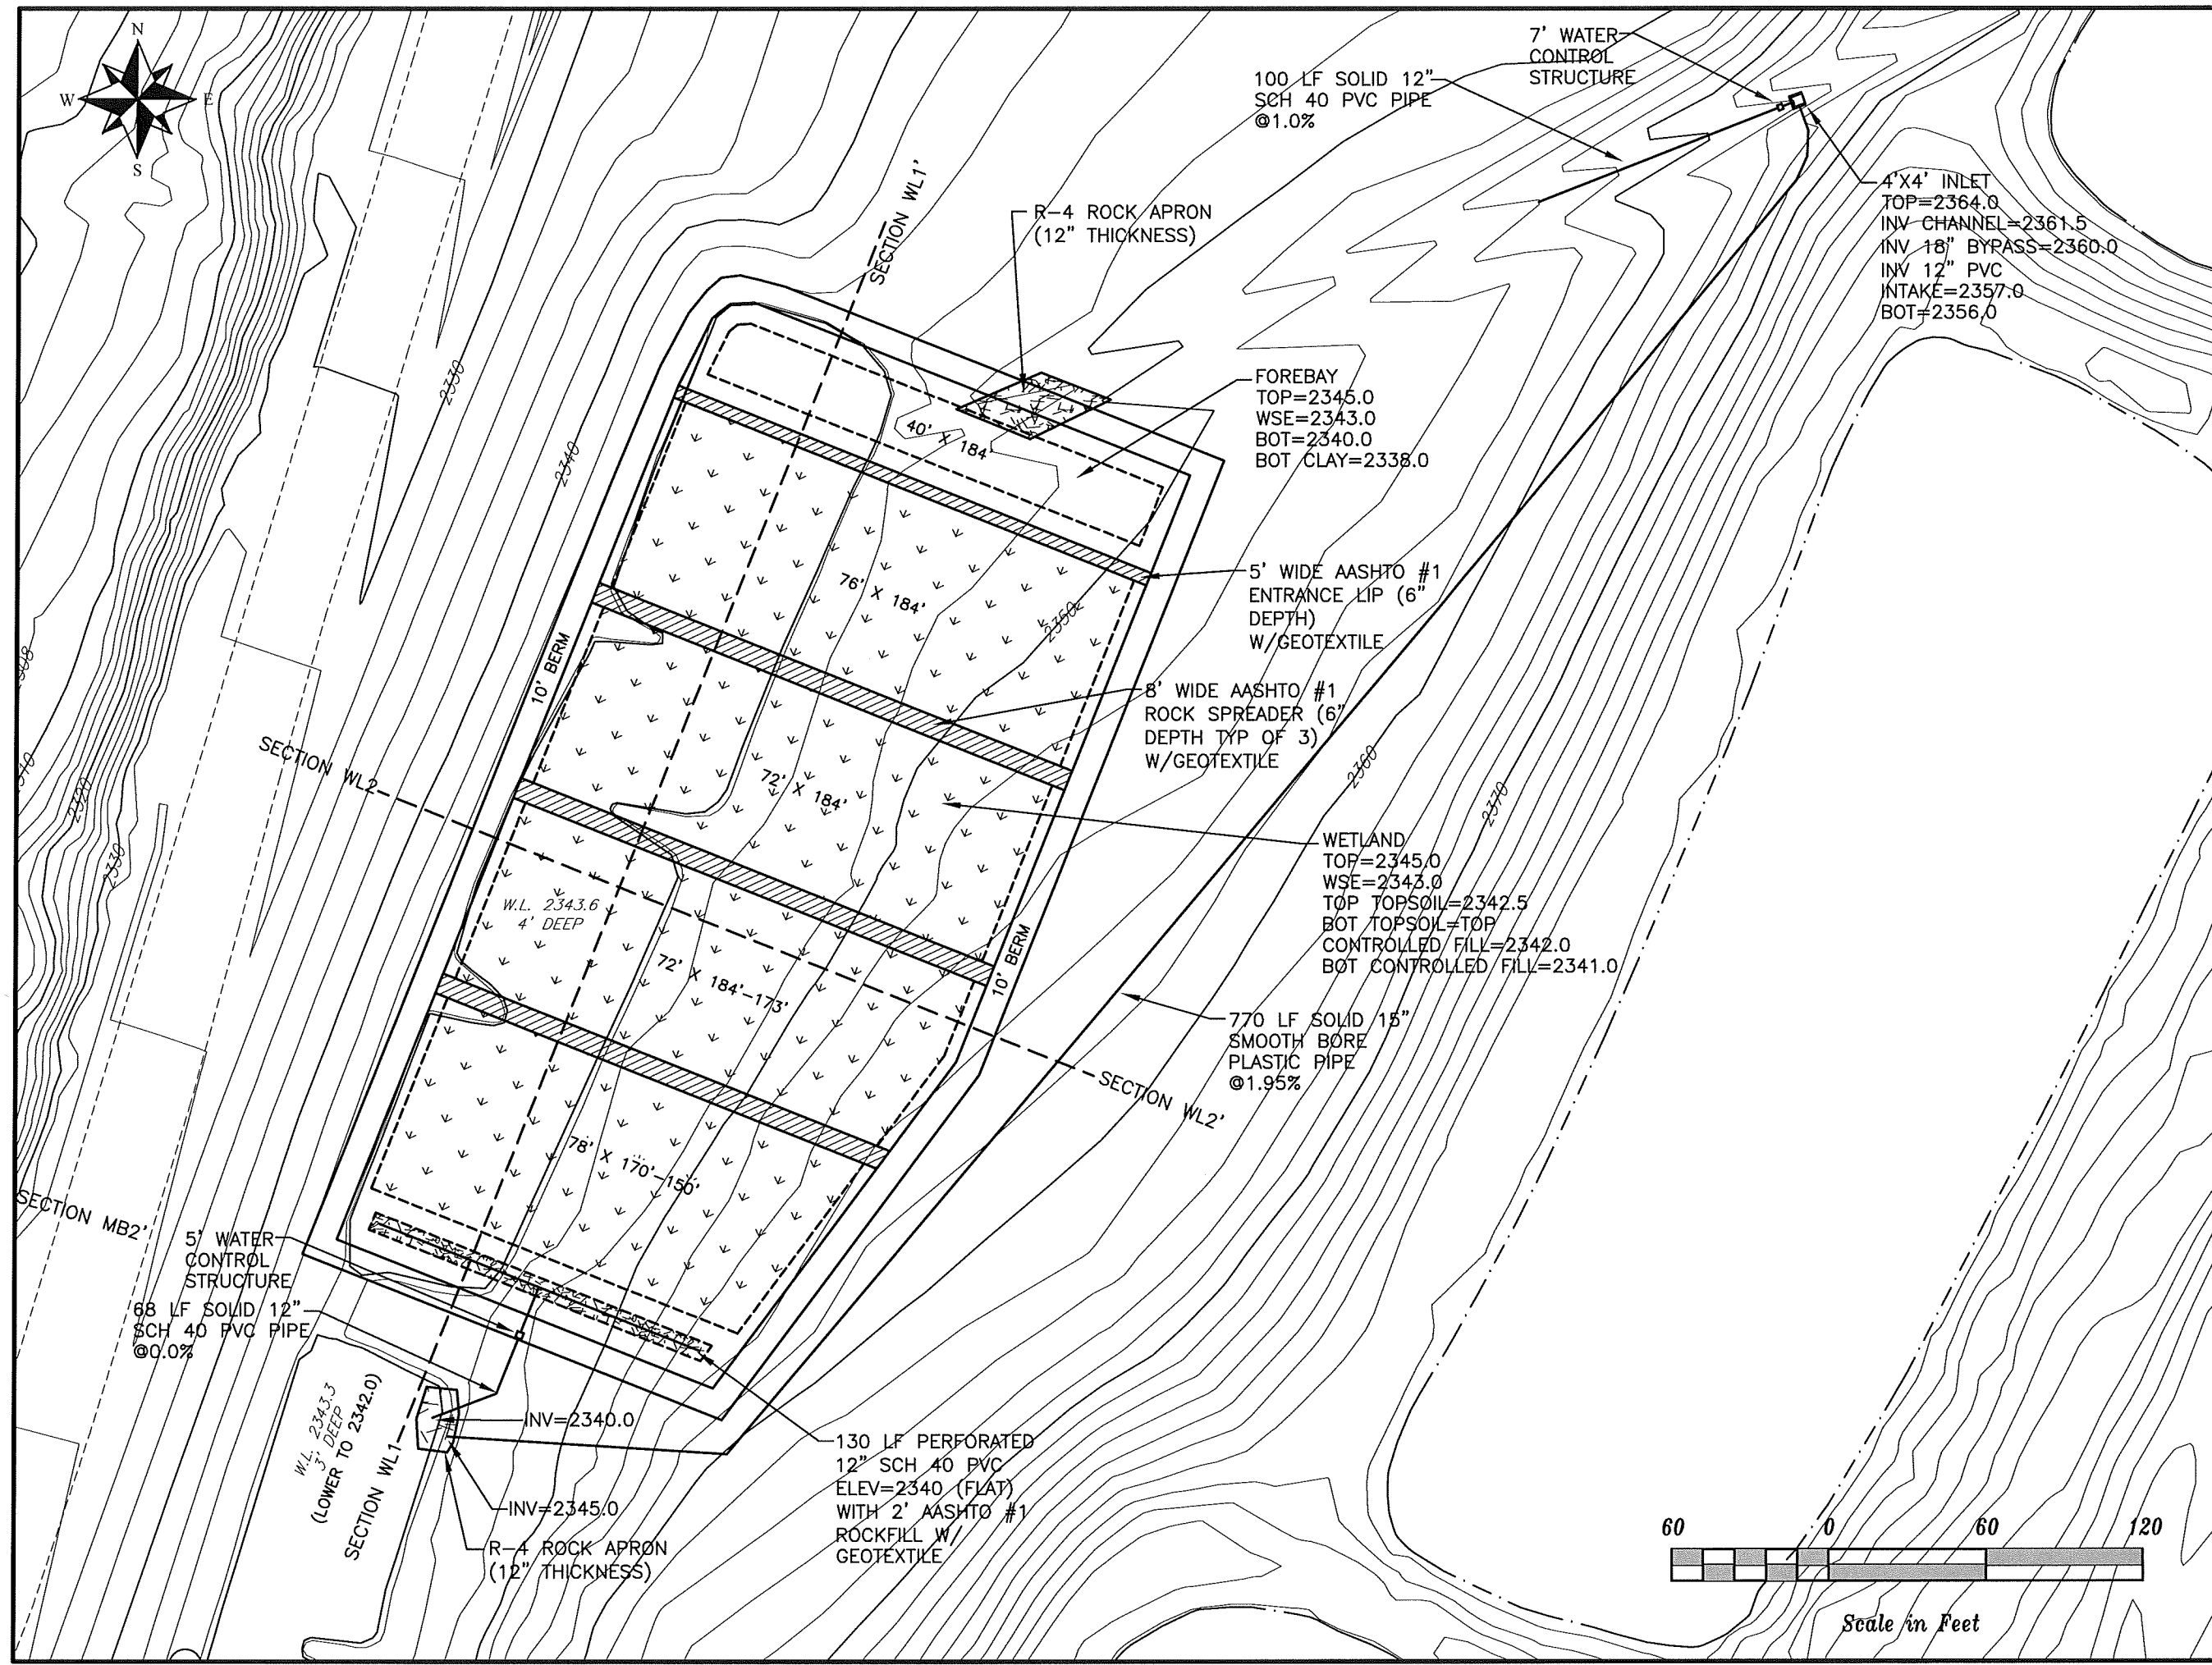 N
W
E
S
7' WATER
CONTROL
STRUCTURE
100 LF SOLID 12"
SCH 40 PVC PIPE
@1.0%
4'X4' INLET
TOP=2364.0
INV CHANNEL=2361.5
INV 18" BYPASS=2360.0
INV 12" PVC
INTAKE=2357.0
BOT=2356.0
SECTION WL1'
R-4 ROCK APRON
(12" THICKNESS)
FOREBAY
TOP=2345.0
WSE=2343.0
BOT=2340.0
BOT CLAY=2338.0
2330
2340
40' X 184'
76' X 184'
2350
5' WIDE AASHTO #1
ENTRANCE LIP (6"
DEPTH)
W/GEOTEXTILE
10' BERM
8' WIDE AASHTO #1
ROCK SPREADER (6"
DEPTH TYP OF 3)
W/GEOTEXTILE
2308
2310
2320
2330
SECTION WL2
72' X 184'
2360
2370
WETLAND
TOP=2345.0
WSE=2343.0
TOP TOPSOIL=2342.5
BOT TOPSOIL=TOP
CONTROLLED FILL=2342.0
BOT CONTROLLED FILL=2341.0
W.L. 2343.6
4' DEEP
72' X 184'-173'
10' BERM
770 LF SOLID 15"
SMOOTH BORE
PLASTIC PIPE
@1.95%
SECTION WL2'
78' X 170'-150'
SECTION MB2'
5' WATER
CONTROL
STRUCTURE
68 LF SOLID 12"
SCH 40 PVC PIPE
@0.0%
W.L. 2343.3
3' DEEP
(LOWER TO 2342.0)
SECTION WL1
INV=2340.0
INV=2345.0
R-4 ROCK APRON
(12" THICKNESS)
130 LF PERFORATED
12" SCH 40 PVC
ELEV=2340 (FLAT)
WITH 2' AASHTO #1
ROCKFILL W/
GEOTEXTILE
60 0 60 120
Scale in Feet